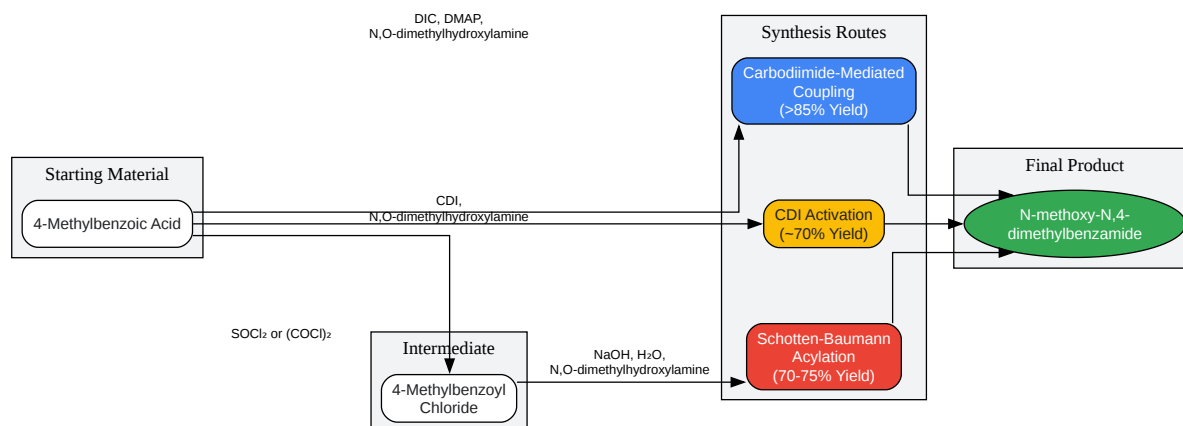 DIC, DMAP,
N,O-dimethylhydroxylamine
Synthesis Routes
Carbodiimide-Mediated
Coupling
(>85% Yield)
Starting Material
4-Methylbenzoic Acid
CDI,
N,O-dimethylhydroxylamine
CDI Activation
(~70% Yield)
Final Product
N-methoxy-N,4-
dimethylbenzamide
SOCl₂ or (COCl)₂
Intermediate
4-Methylbenzoyl
Chloride
NaOH, H₂O,
N,O-dimethylhydroxylamine
Schotten-Baumann
Acylation
(70-75% Yield)